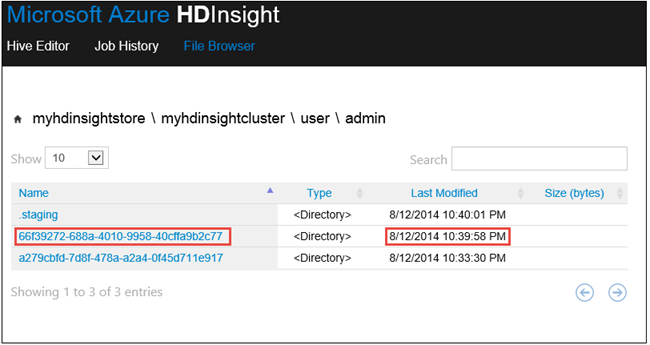 Microsoft Azure HDInsight
Hive Editor Job History File Browser
myhdinsightstore \ myhdinsightcluster \ user \ admin
Show 10 Search
Name Type Last Modified Size (bytes)
.staging <Directory> 8/12/2014 10:40:01 PM
66f39272-688a-4010-9958-40cffa9b2c77 <Directory> 8/12/2014 10:39:58 PM
a279cbfd-7d8f-478a-a2a4-0f45d711e917 <Directory> 8/12/2014 10:33:30 PM
Showing 1 to 3 of 3 entries